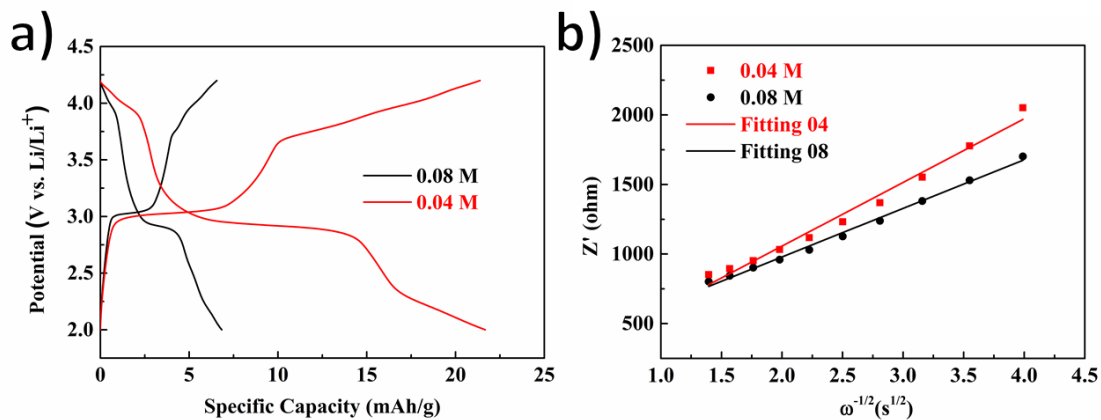 a)
Potential (V vs. Li/Li⁺)
4.0
3.5
3.0
2.5
2.0
0.08 M
0.04 M
0 5 10 15 20 25
Specific Capacity (mAh/g)
b)
Z' (ohm)
2500
2000
1500
1000
500
0.04 M
0.08 M
Fitting 04
Fitting 08
1.0 1.5 2.0 2.5 3.0 3.5 4.0 4.5
ω⁻¹/²(s¹/²)